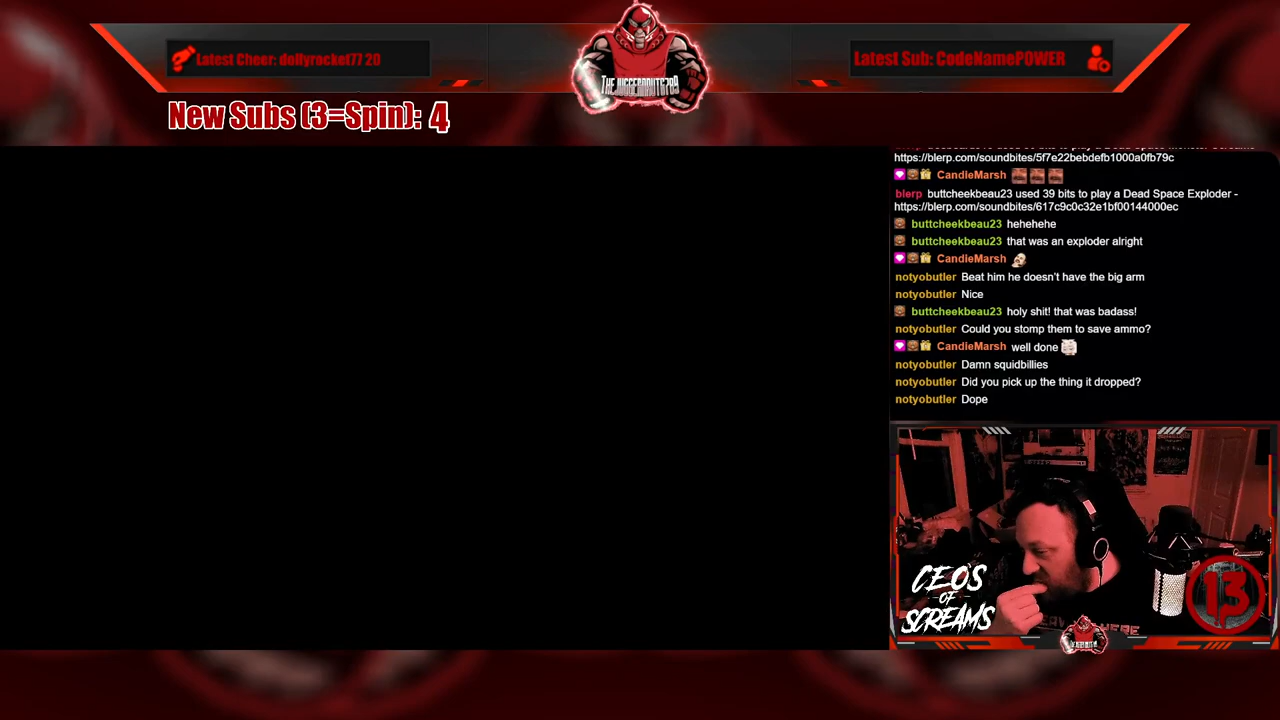 Latest Cheer: dollyrocket77 20
THEJUGGERNAUT6789
Latest Sub: CodeNamePOWER
New Subs (3=Spin): 4
https://blerp.com/soundbites/5f7e22bebdefb1000a0fb79c
CandieMarsh
blerp buttcheekbeau23 used 39 bits to play a Dead Space Exploder -
https://blerp.com/soundbites/617c9c0c32e1bf00144000ec
buttcheekbeau23 hehehehe
buttcheekbeau23 that was an exploder alright
CandieMarsh
notyobutler Beat him he doesn't have the big arm
notyobutler Nice
buttcheekbeau23 holy shit! that was badass!
notyobutler Could you stomp them to save ammo?
CandieMarsh well done
notyobutler Damn squidbillies
notyobutler Did you pick up the thing it dropped?
notyobutler Dope
CEO'S
OF
SCREAMS
13